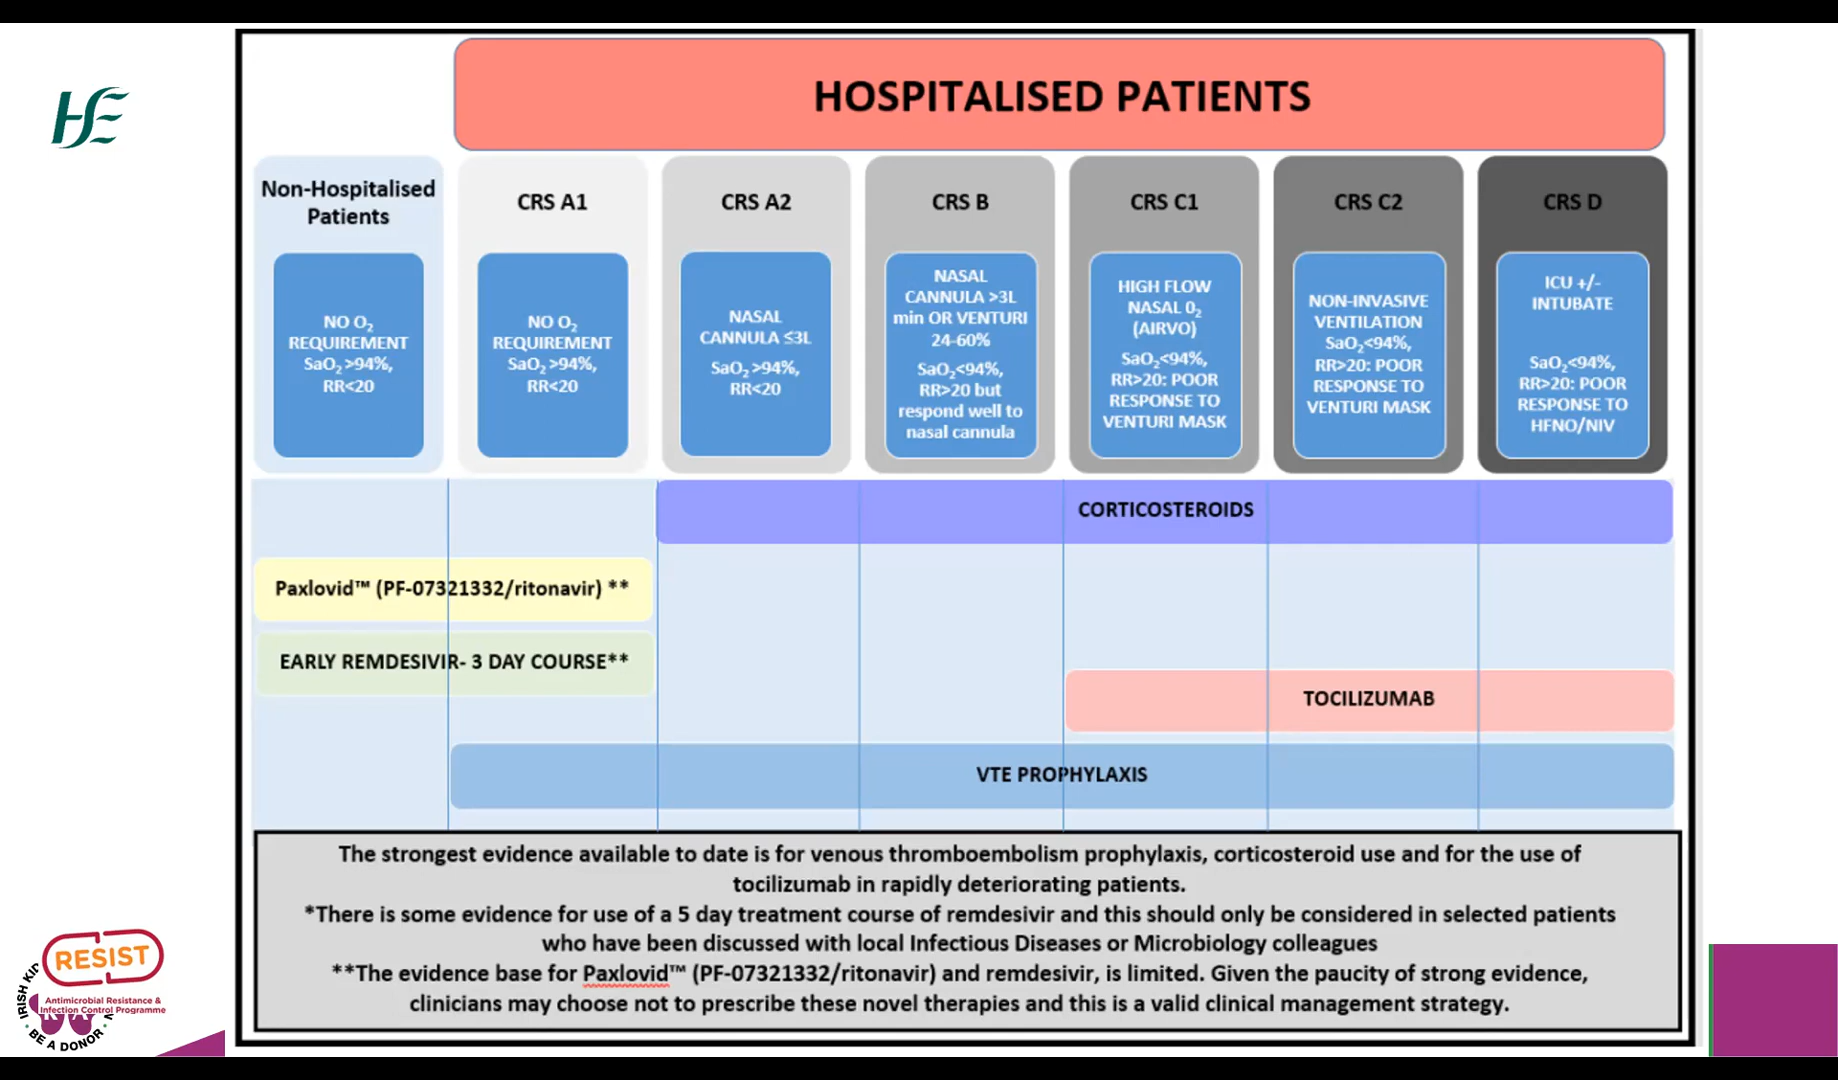 HSE
HOSPITALISED PATIENTS
Non-Hospitalised
Patients
NO O₂
REQUIREMENT
SaO₂ >94%,
RR<20
CRS A1
NO O₂
REQUIREMENT
SaO₂ >94%,
RR<20
CRS A2
NASAL
CANNULA ≤3L
SaO₂ >94%,
RR<20
CRS B
NASAL
CANNULA >3L
min OR VENTURI
24-60%
SaO₂<94%,
RR>20 but
respond well to
nasal cannula
CRS C1
HIGH FLOW
NASAL 0₂
(AIRVO)
SaO₂<94%,
RR>20: POOR
RESPONSE TO
VENTURI MASK
CRS C2
NON-INVASIVE
VENTILATION
SaO₂<94%,
RR>20: POOR
RESPONSE TO
VENTURI MASK
CRS D
ICU +/-
INTUBATE
SaO₂<94%,
RR>20: POOR
RESPONSE TO
HFNO/NIV
CORTICOSTEROIDS
Paxlovid™ (PF-07321332/ritonavir) **
EARLY REMDESIVIR- 3 DAY COURSE**
TOCILIZUMAB
VTE PROPHYLAXIS
The strongest evidence available to date is for venous thromboembolism prophylaxis, corticosteroid use and for the use of
tocilizumab in rapidly deteriorating patients.
*There is some evidence for use of a 5 day treatment course of remdesivir and this should only be considered in selected patients
who have been discussed with local Infectious Diseases or Microbiology colleagues
**The evidence base for Paxlovid™ (PF-07321332/ritonavir) and remdesivir, is limited. Given the paucity of strong evidence,
clinicians may choose not to prescribe these novel therapies and this is a valid clinical management strategy.
RESIST
Antimicrobial Resistance &
Infection Control Programme
IRISH KID
BE A DONOR